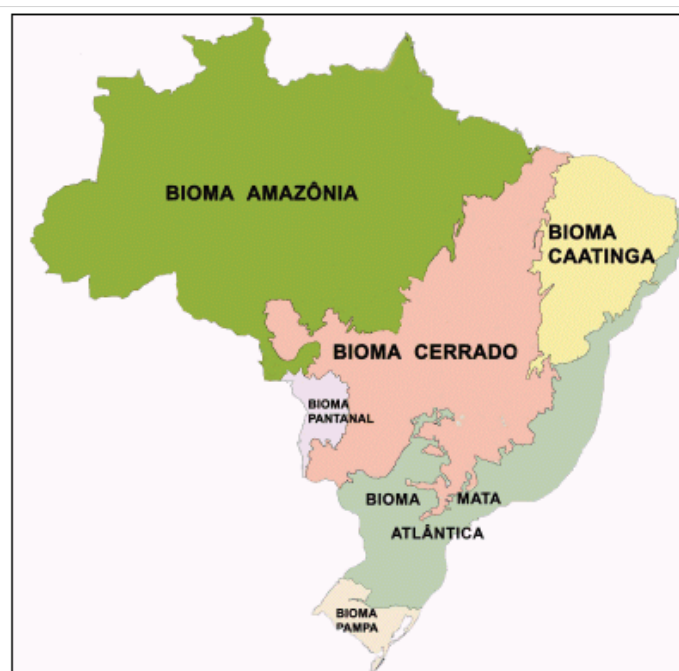 BIOMA AMAZÔNIA
BIOMA
CAATINGA
BIOMA CERRADO
BIOMA
PANTANAL
BIOMA MATA
ATLÂNTICA
BIOMA
PAMPA